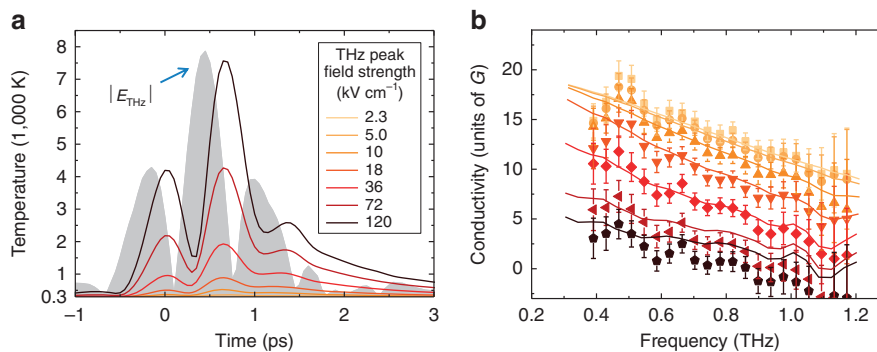 a
Temperature (1,000 K)
8
7
6
5
4
3
2
1
0.3
|E_THz|
THz peak
field strength
(kV cm⁻¹)
2.3
5.0
10
18
36
72
120
−1 0 1 2 3
Time (ps)
b
Conductivity (units of G)
20
15
10
5
0
0.2 0.4 0.6 0.8 1.0 1.2
Frequency (THz)